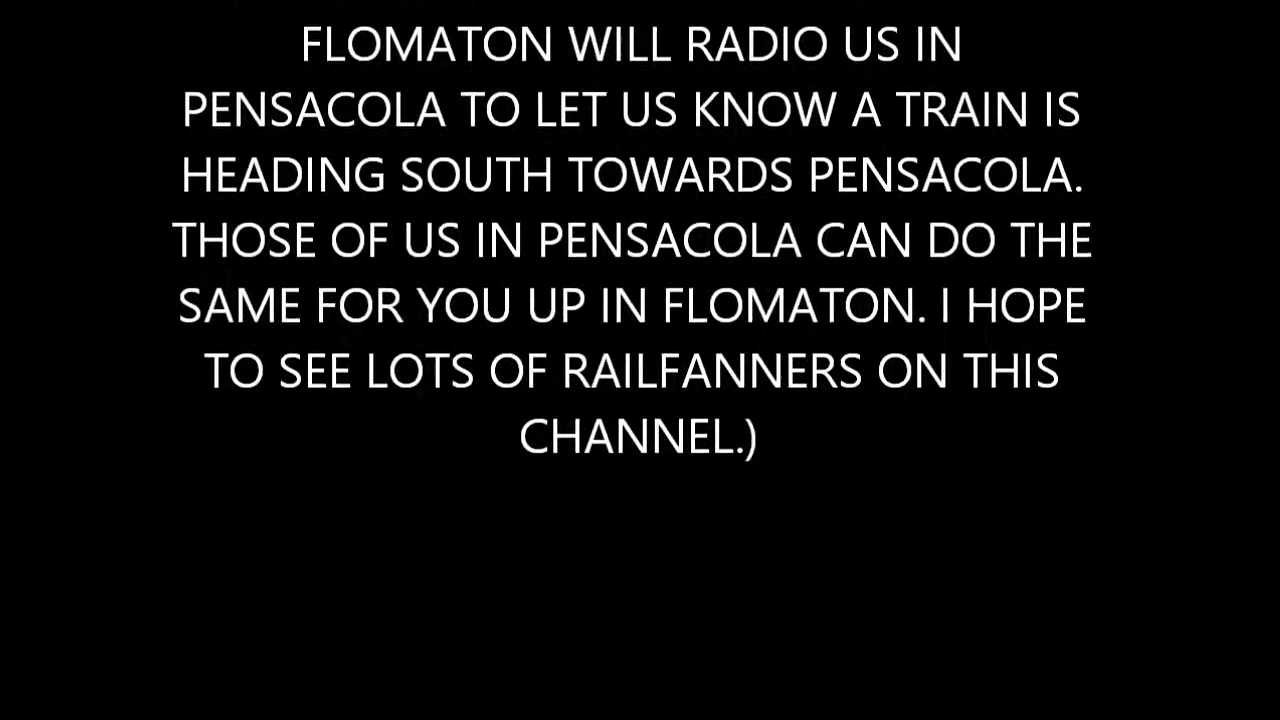 FLOMATON WILL RADIO US IN
PENSACOLA TO LET US KNOW A TRAIN IS
HEADING SOUTH TOWARDS PENSACOLA.
THOSE OF US IN PENSACOLA CAN DO THE
SAME FOR YOU UP IN FLOMATON. I HOPE
TO SEE LOTS OF RAILFANNERS ON THIS
CHANNEL.)